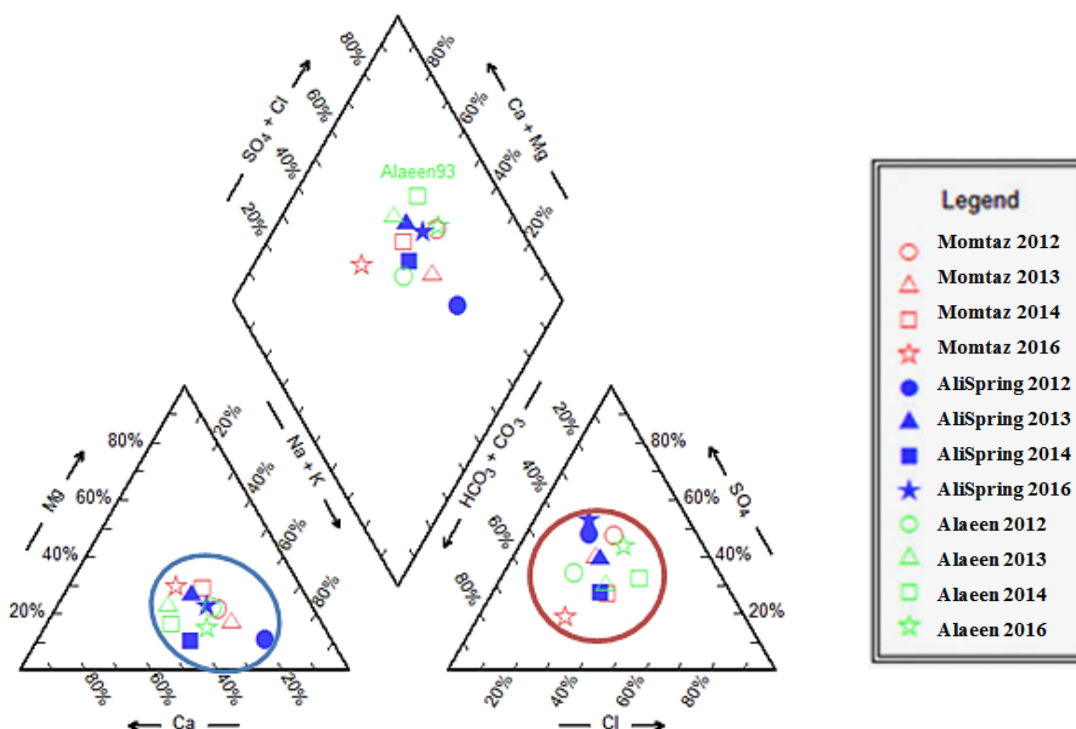 80%
80%
SO4 + Cl
60%
60%
Ca + Mg
40%
40%
Alaeen93
20%
20%
Mg
80%
60%
40%
20%
20%
40%
60%
80%
Na + K
80%
60%
40%
20%
Ca
HCO3 + CO3
20%
40%
60%
80%
80%
60%
40%
20%
SO4
20%
40%
60%
80%
Cl
Legend
Momtaz 2012
Momtaz 2013
Momtaz 2014
Momtaz 2016
AliSpring 2012
AliSpring 2013
AliSpring 2014
AliSpring 2016
Alaeen 2012
Alaeen 2013
Alaeen 2014
Alaeen 2016